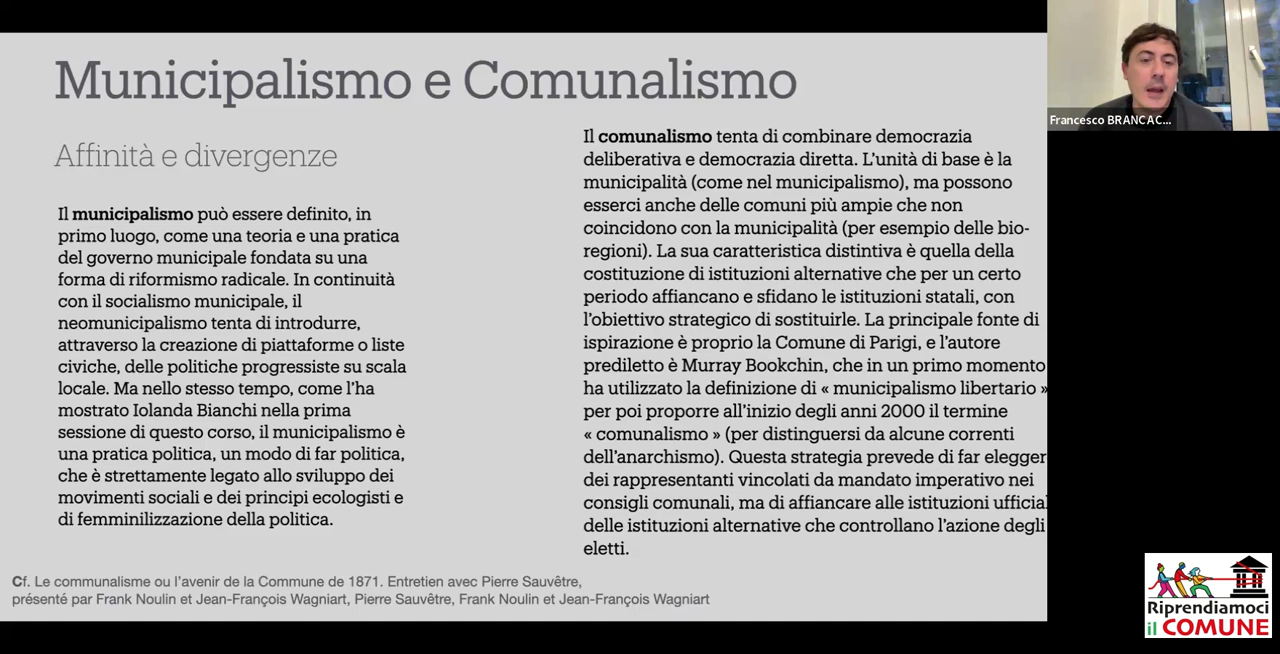 Municipalismo e Comunalismo
Affinità e divergenze
Il municipalismo può essere definito, in
primo luogo, come una teoria e una pratica
del governo municipale fondata su una
forma di riformismo radicale. In continuità
con il socialismo municipale, il
neomunicipalismo tenta di introdurre,
attraverso la creazione di piattaforme o liste
civiche, delle politiche progressiste su scala
locale. Ma nello stesso tempo, come l'ha
mostrato Iolanda Bianchi nella prima
sessione di questo corso, il municipalismo è
una pratica politica, un modo di far politica,
che è strettamente legato allo sviluppo dei
movimenti sociali e dei principi ecologisti e
di femminilizzazione della politica.
Il comunalismo tenta di combinare democrazia
deliberativa e democrazia diretta. L'unità di base è la
municipalità (come nel municipalismo), ma possono
esserci anche delle comuni più ampie che non
coincidono con la municipalità (per esempio delle bio-
regioni). La sua caratteristica distintiva è quella della
costituzione di istituzioni alternative che per un certo
periodo affiancano e sfidano le istituzioni statali, con
l'obiettivo strategico di sostituirle. La principale fonte di
ispirazione è proprio la Comune di Parigi, e l'autore
prediletto è Murray Bookchin, che in un primo momento
ha utilizzato la definizione di « municipalismo libertario »
per poi proporre all'inizio degli anni 2000 il termine
« comunalismo » (per distinguersi da alcune correnti
dell'anarchismo). Questa strategia prevede di far elegger
dei rappresentanti vincolati da mandato imperativo nei
consigli comunali, ma di affiancare alle istituzioni ufficial
delle istituzioni alternative che controllano l'azione degli
eletti.
Cf. Le communalisme ou l'avenir de la Commune de 1871. Entretien avec Pierre Sauvêtre,
présenté par Frank Noulin et Jean-François Wagniart, Pierre Sauvêtre, Frank Noulin et Jean-François Wagniart
Francesco BRANCAC...
Riprendiamoci
il COMUNE